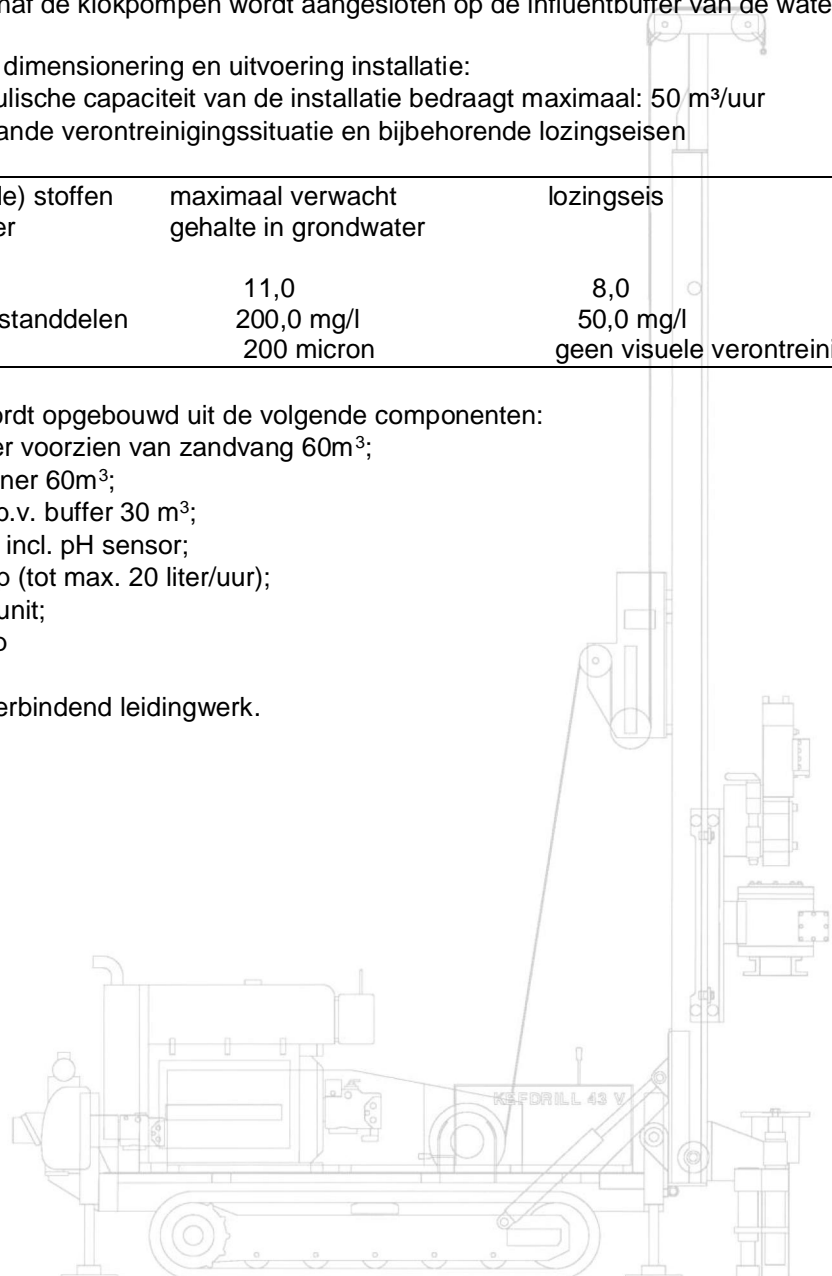 naf de klokpompen wordt aangesloten op de influentbuffer van de wate
dimensionering en uitvoering installatie:
ulische capaciteit van de installatie bedraagt maximaal: 50 m³/uur
ande verontreinigingssituatie en bijbehorende lozingseisen
de) stoffen maximaal verwacht lozingseis
er gehalte in grondwater
11,0 8,0
standdelen 200,0 mg/l 50,0 mg/l
200 micron geen visuele verontreini
ordt opgebouwd uit de volgende componenten:
er voorzien van zandvang 60m³;
ner 60m³;
o.v. buffer 30 m³;
incl. pH sensor;
p (tot max. 20 liter/uur);
unit;
p
erbindend leidingwerk.
KEFDRILL 43 V